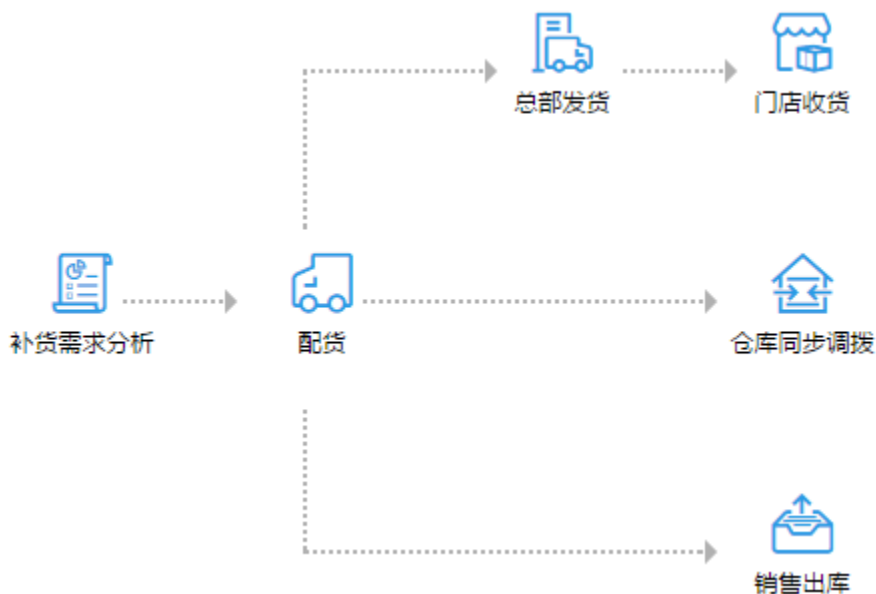 总部发货
门店收货
补货需求分析
配货
仓库同步调拨
销售出库